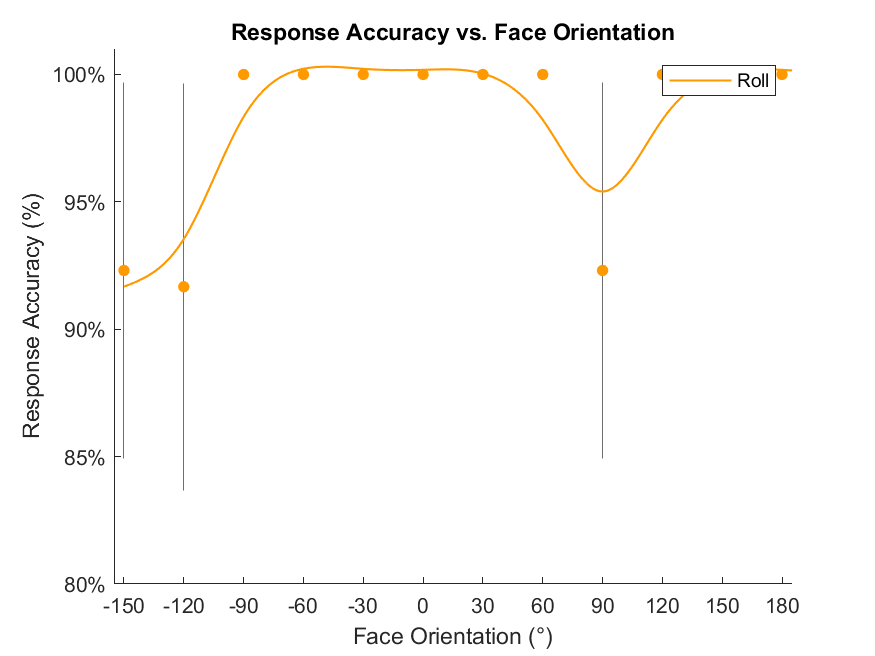 Response Accuracy vs. Face Orientation
Roll
100%
95%
90%
85%
80%
Response Accuracy (%)
-150 -120 -90 -60 -30 0 30 60 90 120 150 180
Face Orientation (°)